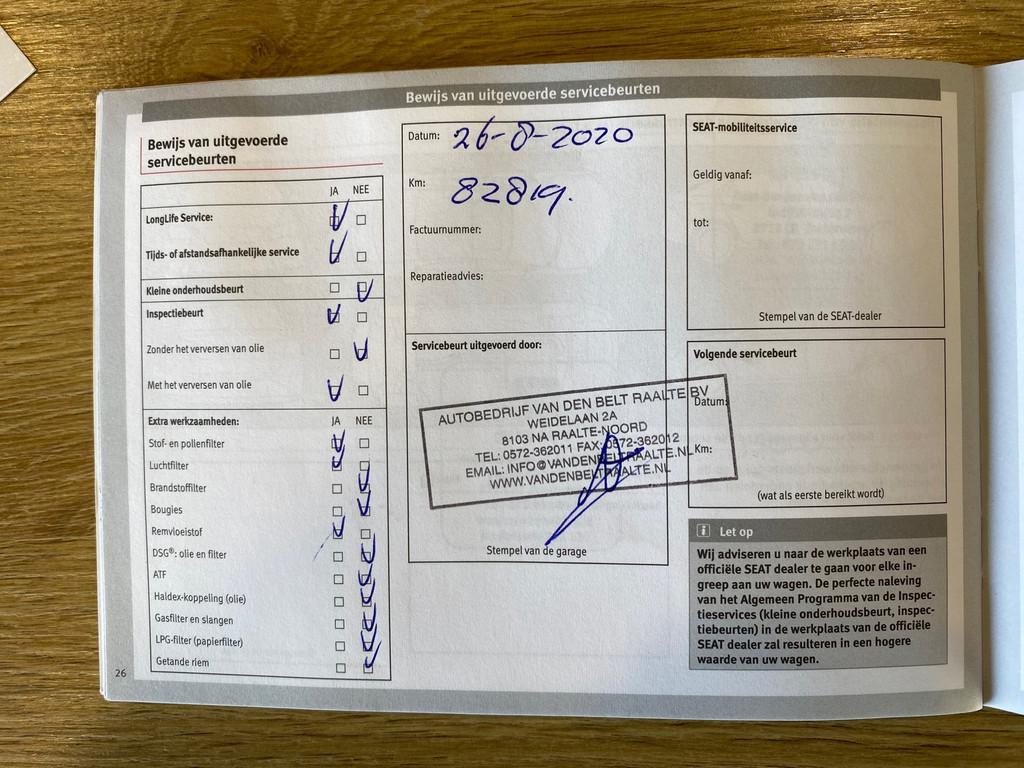 Bewijs van uitgevoerde servicebeurten
Bewijs van uitgevoerde
servicebeurten
JA NEE
LongLife Service:
Tijds- of afstandsafhankelijke service
Kleine onderhoudsbeurt
Inspectiebeurt
Zonder het verversen van olie
Met het verversen van olie
Extra werkzaamheden: JA NEE
Stof- en pollenfilter
Luchtfilter
Brandstoffilter
Bougies
Remvloeistof
DSG®: olie en filter
ATF
Haldex-koppeling (olie)
Gasfilter en slangen
LPG-filter (papierfilter)
Getande riem
26
Datum: 26-8-2020
Km: 82819.
Factuurnummer:
Reparatieadvies:
Servicebeurt uitgevoerd door:
AUTOBEDRIJF VAN DEN BELT RAALTE BV
WEIDELAAN 2A
8103 NA RAALTE-NOORD
TEL: 0572-362011 FAX: 0572-362012
EMAIL: INFO@VANDENBELTRAALTE.NL
WWW.VANDENBELTRAALTE.NL
Stempel van de garage
SEAT-mobiliteitsservice
Geldig vanaf:
tot:
Stempel van de SEAT-dealer
Volgende servicebeurt
Datum:
Km:
(wat als eerste bereikt wordt)
i Let op
Wij adviseren u naar de werkplaats van een
officiële SEAT dealer te gaan voor elke in-
greep aan uw wagen. De perfecte naleving
van het Algemeen Programma van de Inspec-
tieservices (kleine onderhoudsbeurt, inspec-
tiebeurten) in de werkplaats van de officiële
SEAT dealer zal resulteren in een hogere
waarde van uw wagen.